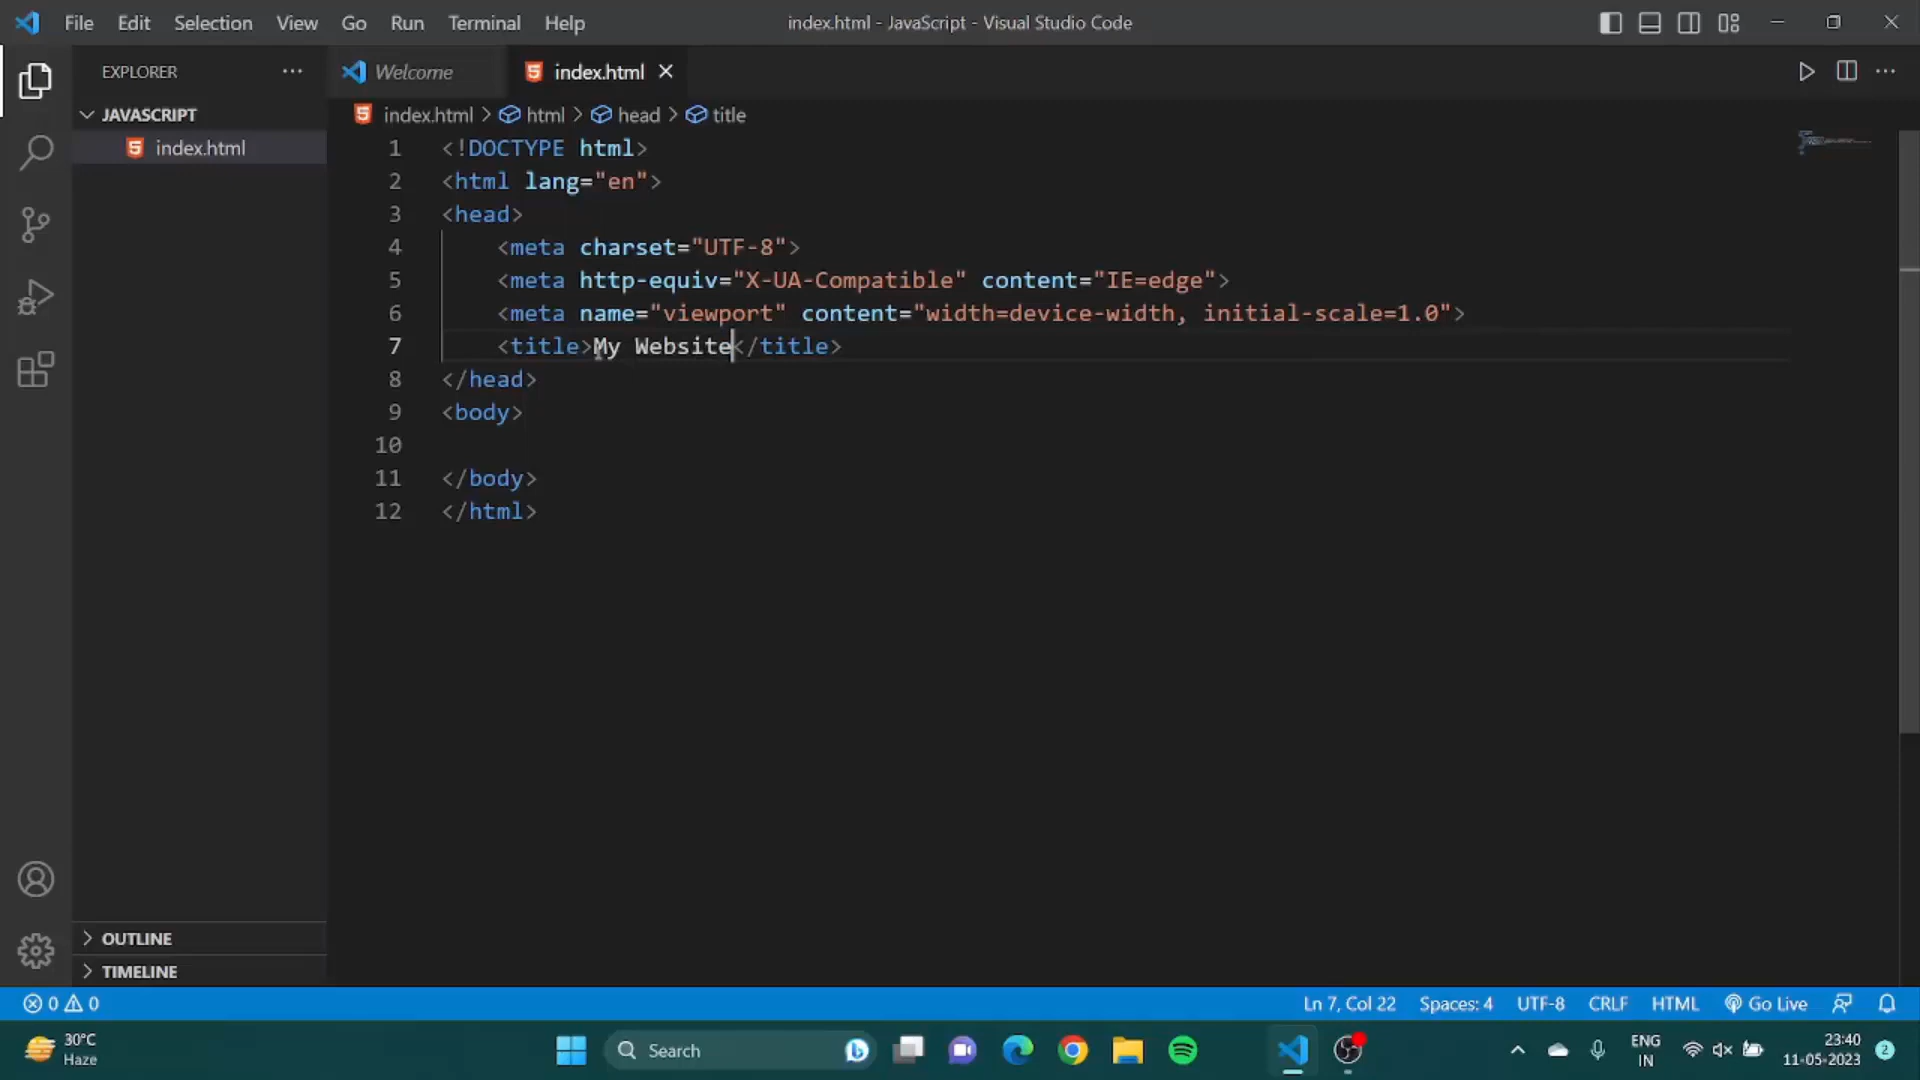 File Edit Selection View Go Run Terminal Help
index.html - JavaScript - Visual Studio Code
EXPLORER
Welcome
index.html
JAVASCRIPT
index.html
index.html > html > head > title
1 <!DOCTYPE html>
2 <html lang="en">
3 <head>
4 <meta charset="UTF-8">
5 <meta http-equiv="X-UA-Compatible" content="IE=edge">
6 <meta name="viewport" content="width=device-width, initial-scale=1.0">
7 <title>My Website</title>
8 </head>
9 <body>
10
11 </body>
12 </html>
OUTLINE
TIMELINE
0 0
Ln 7, Col 22 Spaces: 4 UTF-8 CRLF HTML Go Live
30°C
Haze
Search
ENG
IN
23:40
11-05-2023
2